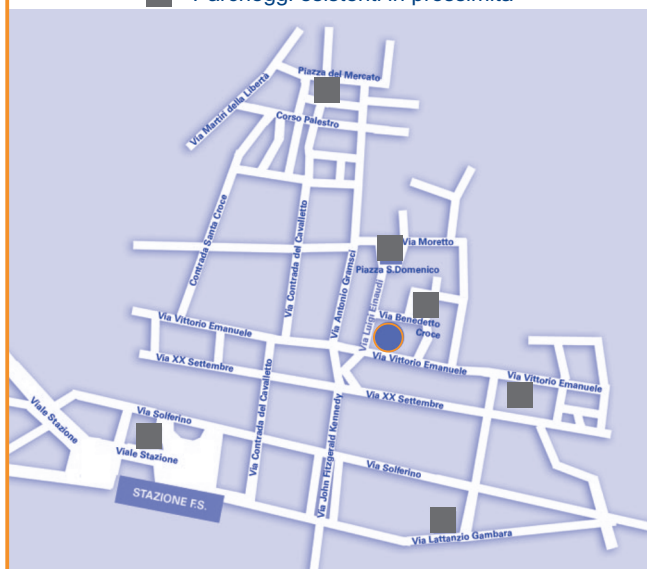 Parcheggi esistenti in prossimità
Piazza del Mercato
Via Martiri della Libertà
Corso Palestro
Contrada Santa Croce
Via Contrada del Cavalletto
Via Antonio Gramsci
Via Moretto
Piazza S.Domenico
Via Luigi Einaudi
Via Benedetto
Croce
Via Vittorio Emanuele
Via XX Settembre
Via Vittorio Emanuele
Via Vittorio Emanuele
Via XX Settembre
Viale Stazione
Via Solferino
Viale Stazione
Via Contrada del Cavalletto
Via John Fitzgerald Kennedy
Via Solferino
STAZIONE F.S.
Via Lattanzio Gambara